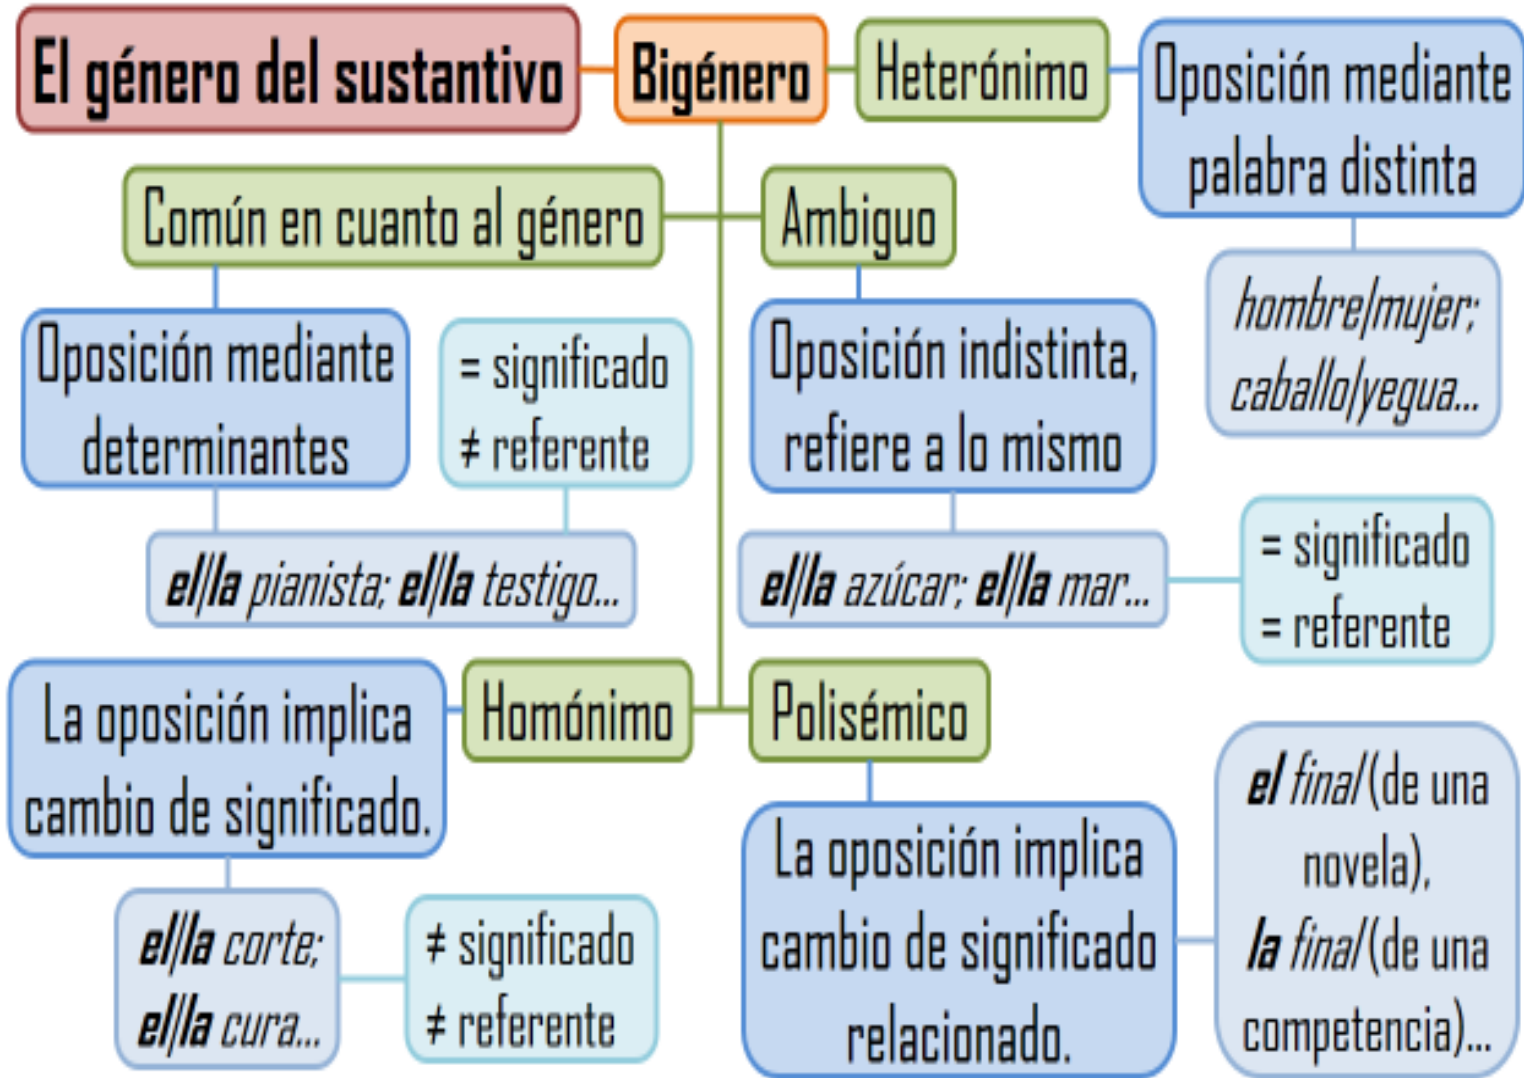 El género del sustantivo
Bigénero
Heterónimo
Oposición mediante
palabra distinta
hombre/mujer;
caballo/yegua...
Común en cuanto al género
Oposición mediante
determinantes
= significado
≠ referente
el/la pianista; el/la testigo...
Ambiguo
Oposición indistinta,
refiere a lo mismo
el/la azúcar; el/la mar...
= significado
= referente
Homónimo
La oposición implica
cambio de significado.
el/la corte;
el/la cura...
≠ significado
≠ referente
Polisémico
La oposición implica
cambio de significado
relacionado.
el final (de una
novela),
la final (de una
competencia)...